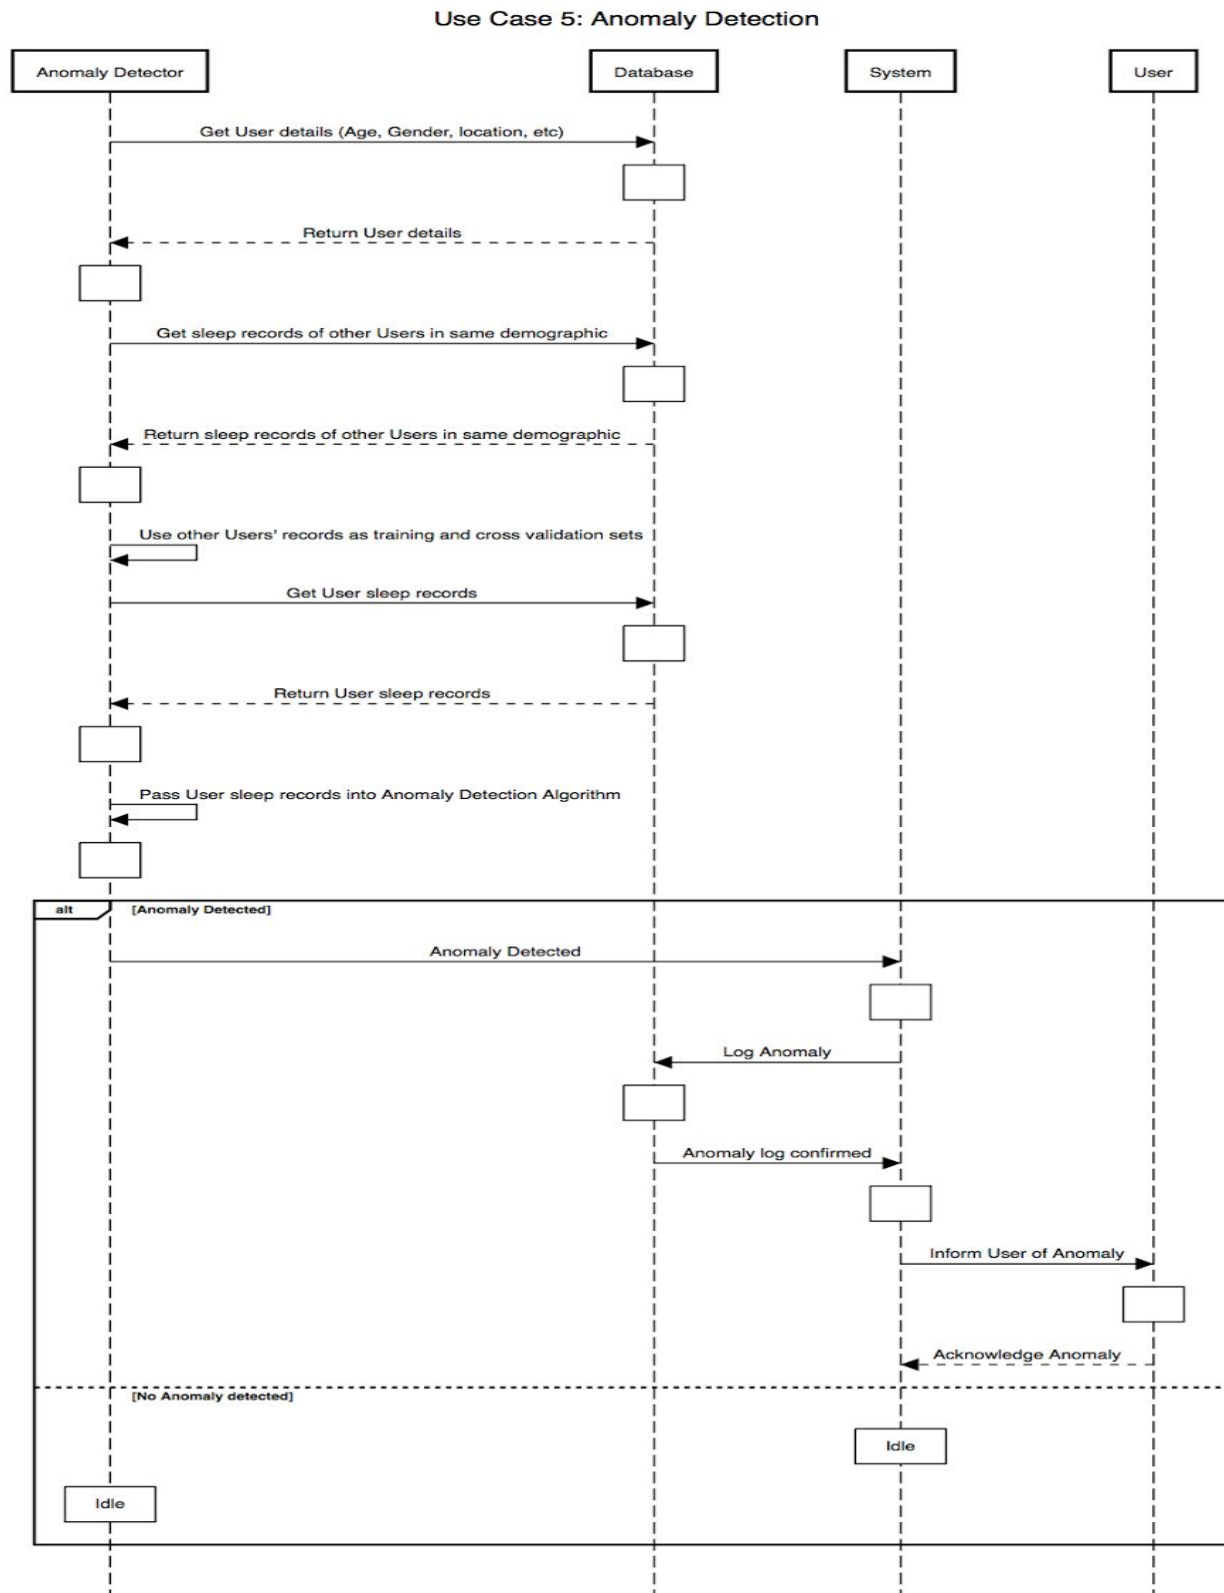 Use Case 5: Anomaly Detection
Anomaly Detector
Database
System
User
Get User details (Age, Gender, location, etc)
Return User details
Get sleep records of other Users in same demographic
Return sleep records of other Users in same demographic
Use other Users' records as training and cross validation sets
Get User sleep records
Return User sleep records
Pass User sleep records into Anomaly Detection Algorithm
alt
[Anomaly Detected]
Anomaly Detected
Log Anomaly
Anomaly log confirmed
Inform User of Anomaly
Acknowledge Anomaly
[No Anomaly detected]
Idle
Idle